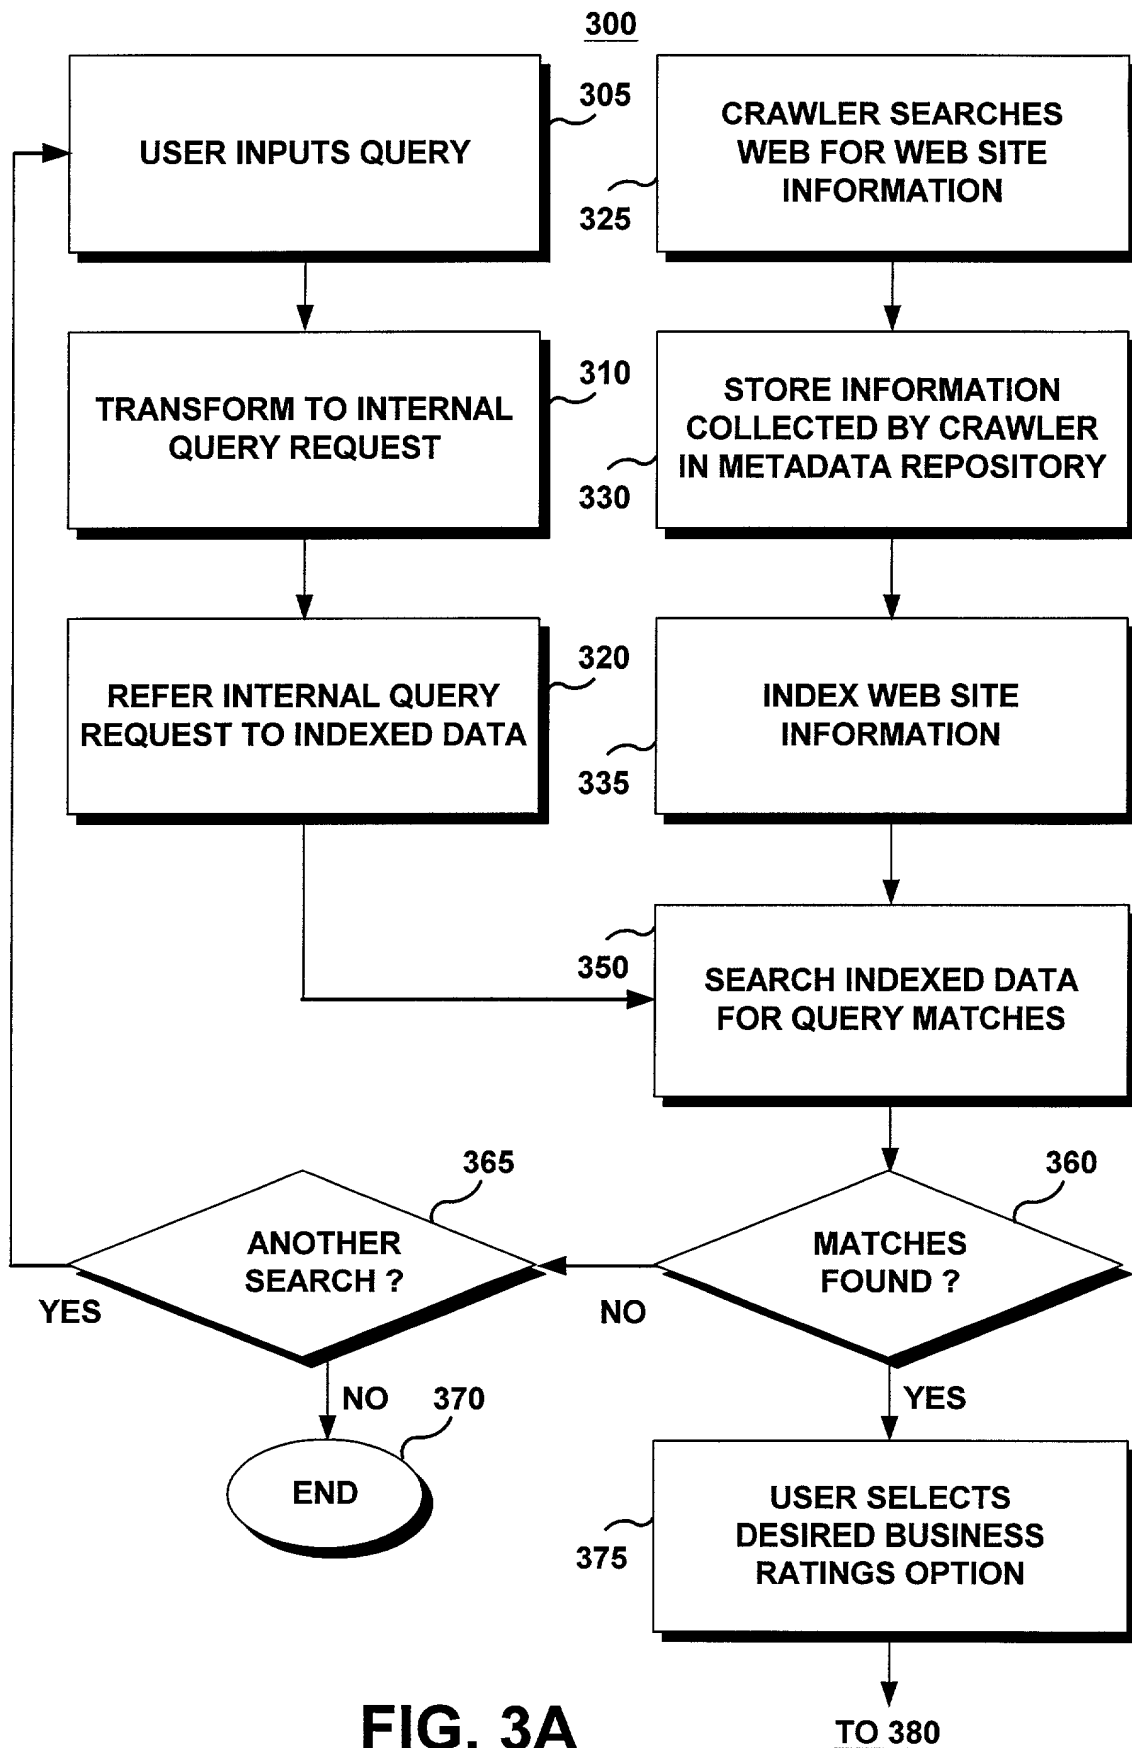 300
USER INPUTS QUERY
305
CRAWLER SEARCHES
WEB FOR WEB SITE
INFORMATION
325
TRANSFORM TO INTERNAL
QUERY REQUEST
310
STORE INFORMATION
COLLECTED BY CRAWLER
IN METADATA REPOSITORY
330
REFER INTERNAL QUERY
REQUEST TO INDEXED DATA
320
INDEX WEB SITE
INFORMATION
335
350
SEARCH INDEXED DATA
FOR QUERY MATCHES
365
ANOTHER
SEARCH ?
YES
360
MATCHES
FOUND ?
NO
NO
370
END
YES
USER SELECTS
DESIRED BUSINESS
RATINGS OPTION
375
FIG. 3A
TO 380